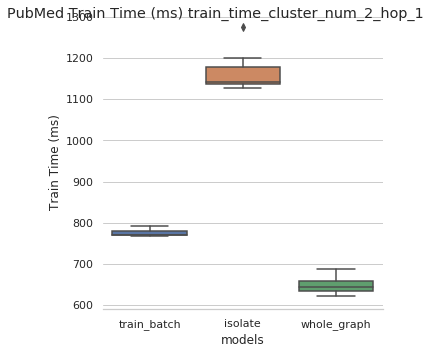 PubMed Train Time (ms) train_time_cluster_num_2_hop_1
1300
1200
1100
1000
900
800
700
600
Train Time (ms)
train_batch isolate whole_graph
models